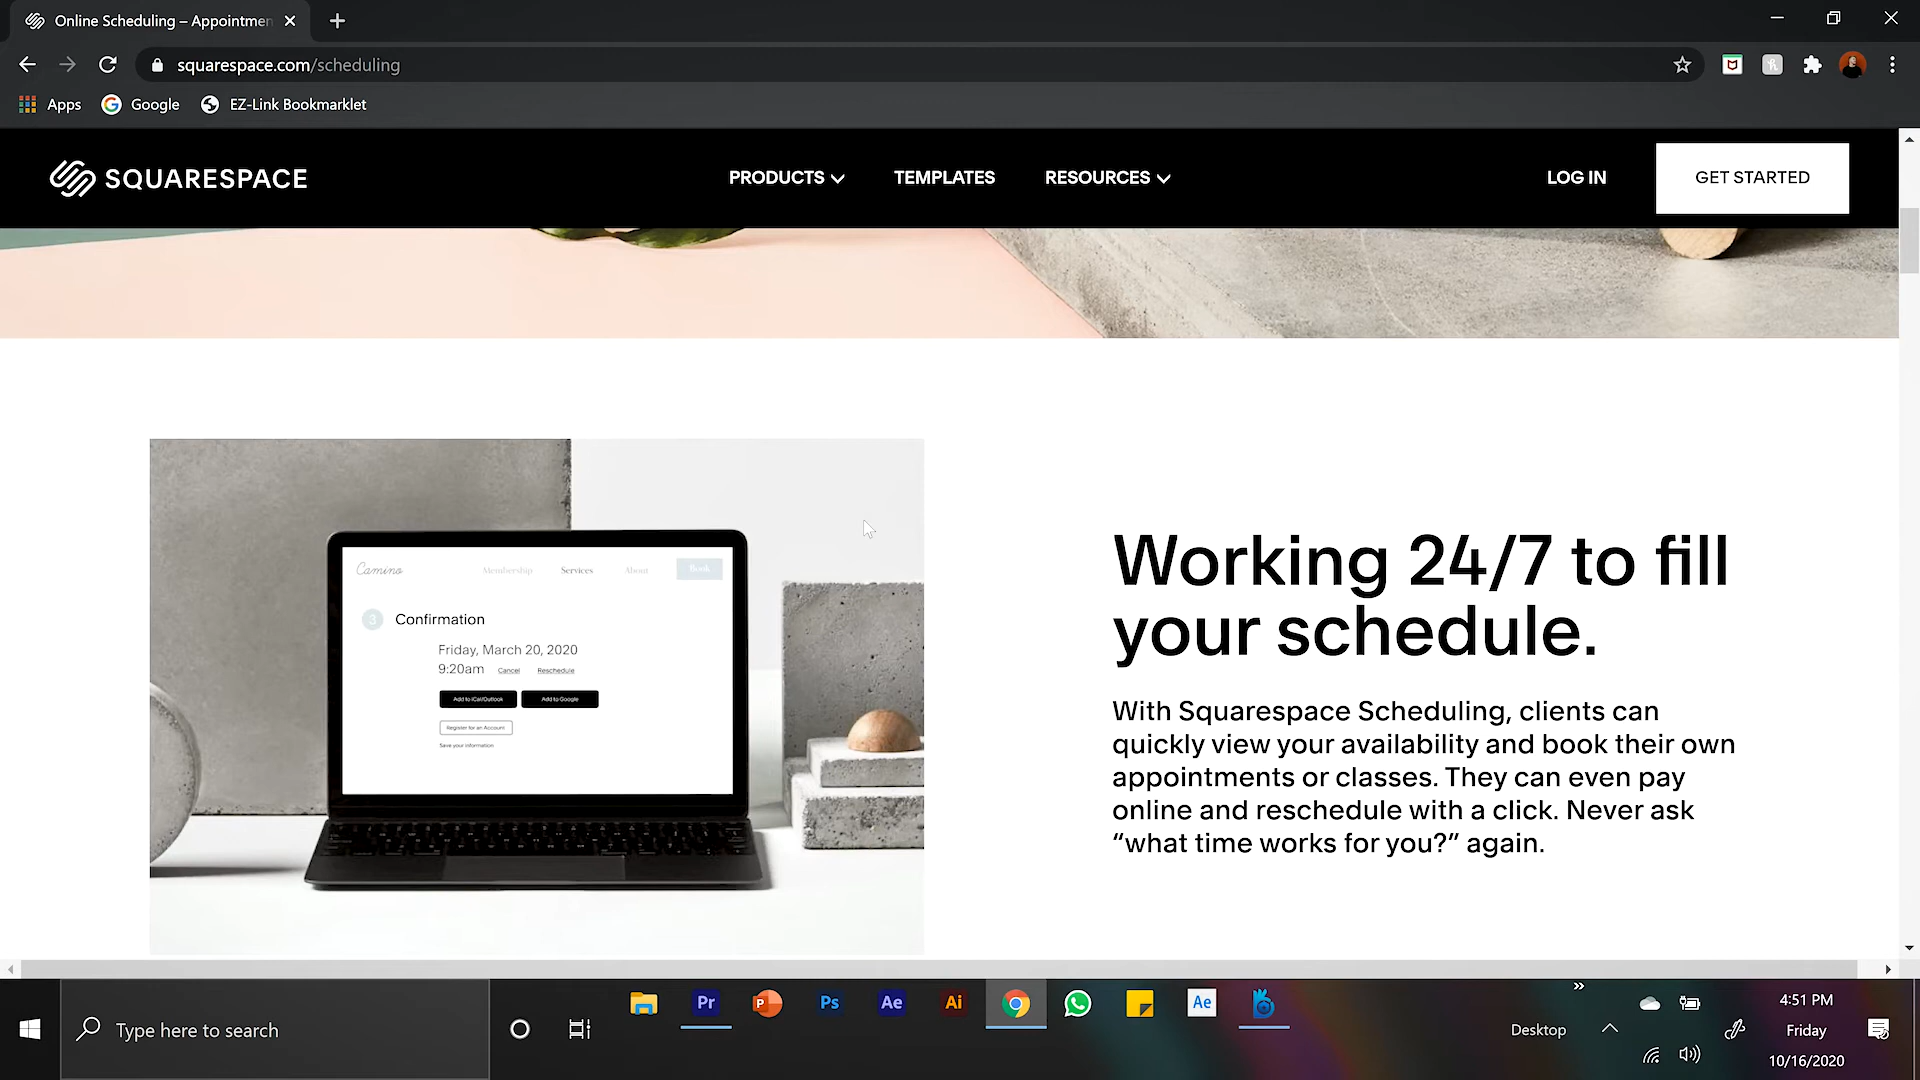 Online Scheduling – Appointmen
squarespace.com/scheduling
Apps
Google
EZ-Link Bookmarklet
SQUARESPACE
PRODUCTS
TEMPLATES
RESOURCES
LOG IN
GET STARTED
Camino
Membership
Services
About
Book
3
Confirmation
Friday, March 20, 2020
9:20am
Cancel
Reschedule
Add to iCal/Outlook
Add to Google
Register for an Account
Save your information.
Working 24/7 to fill
your schedule.
With Squarespace Scheduling, clients can
quickly view your availability and book their own
appointments or classes. They can even pay
online and reschedule with a click. Never ask
“what time works for you?” again.
Type here to search
Pr
P
Ps
Ae
Ai
Ae
Desktop
4:51 PM
Friday
10/16/2020